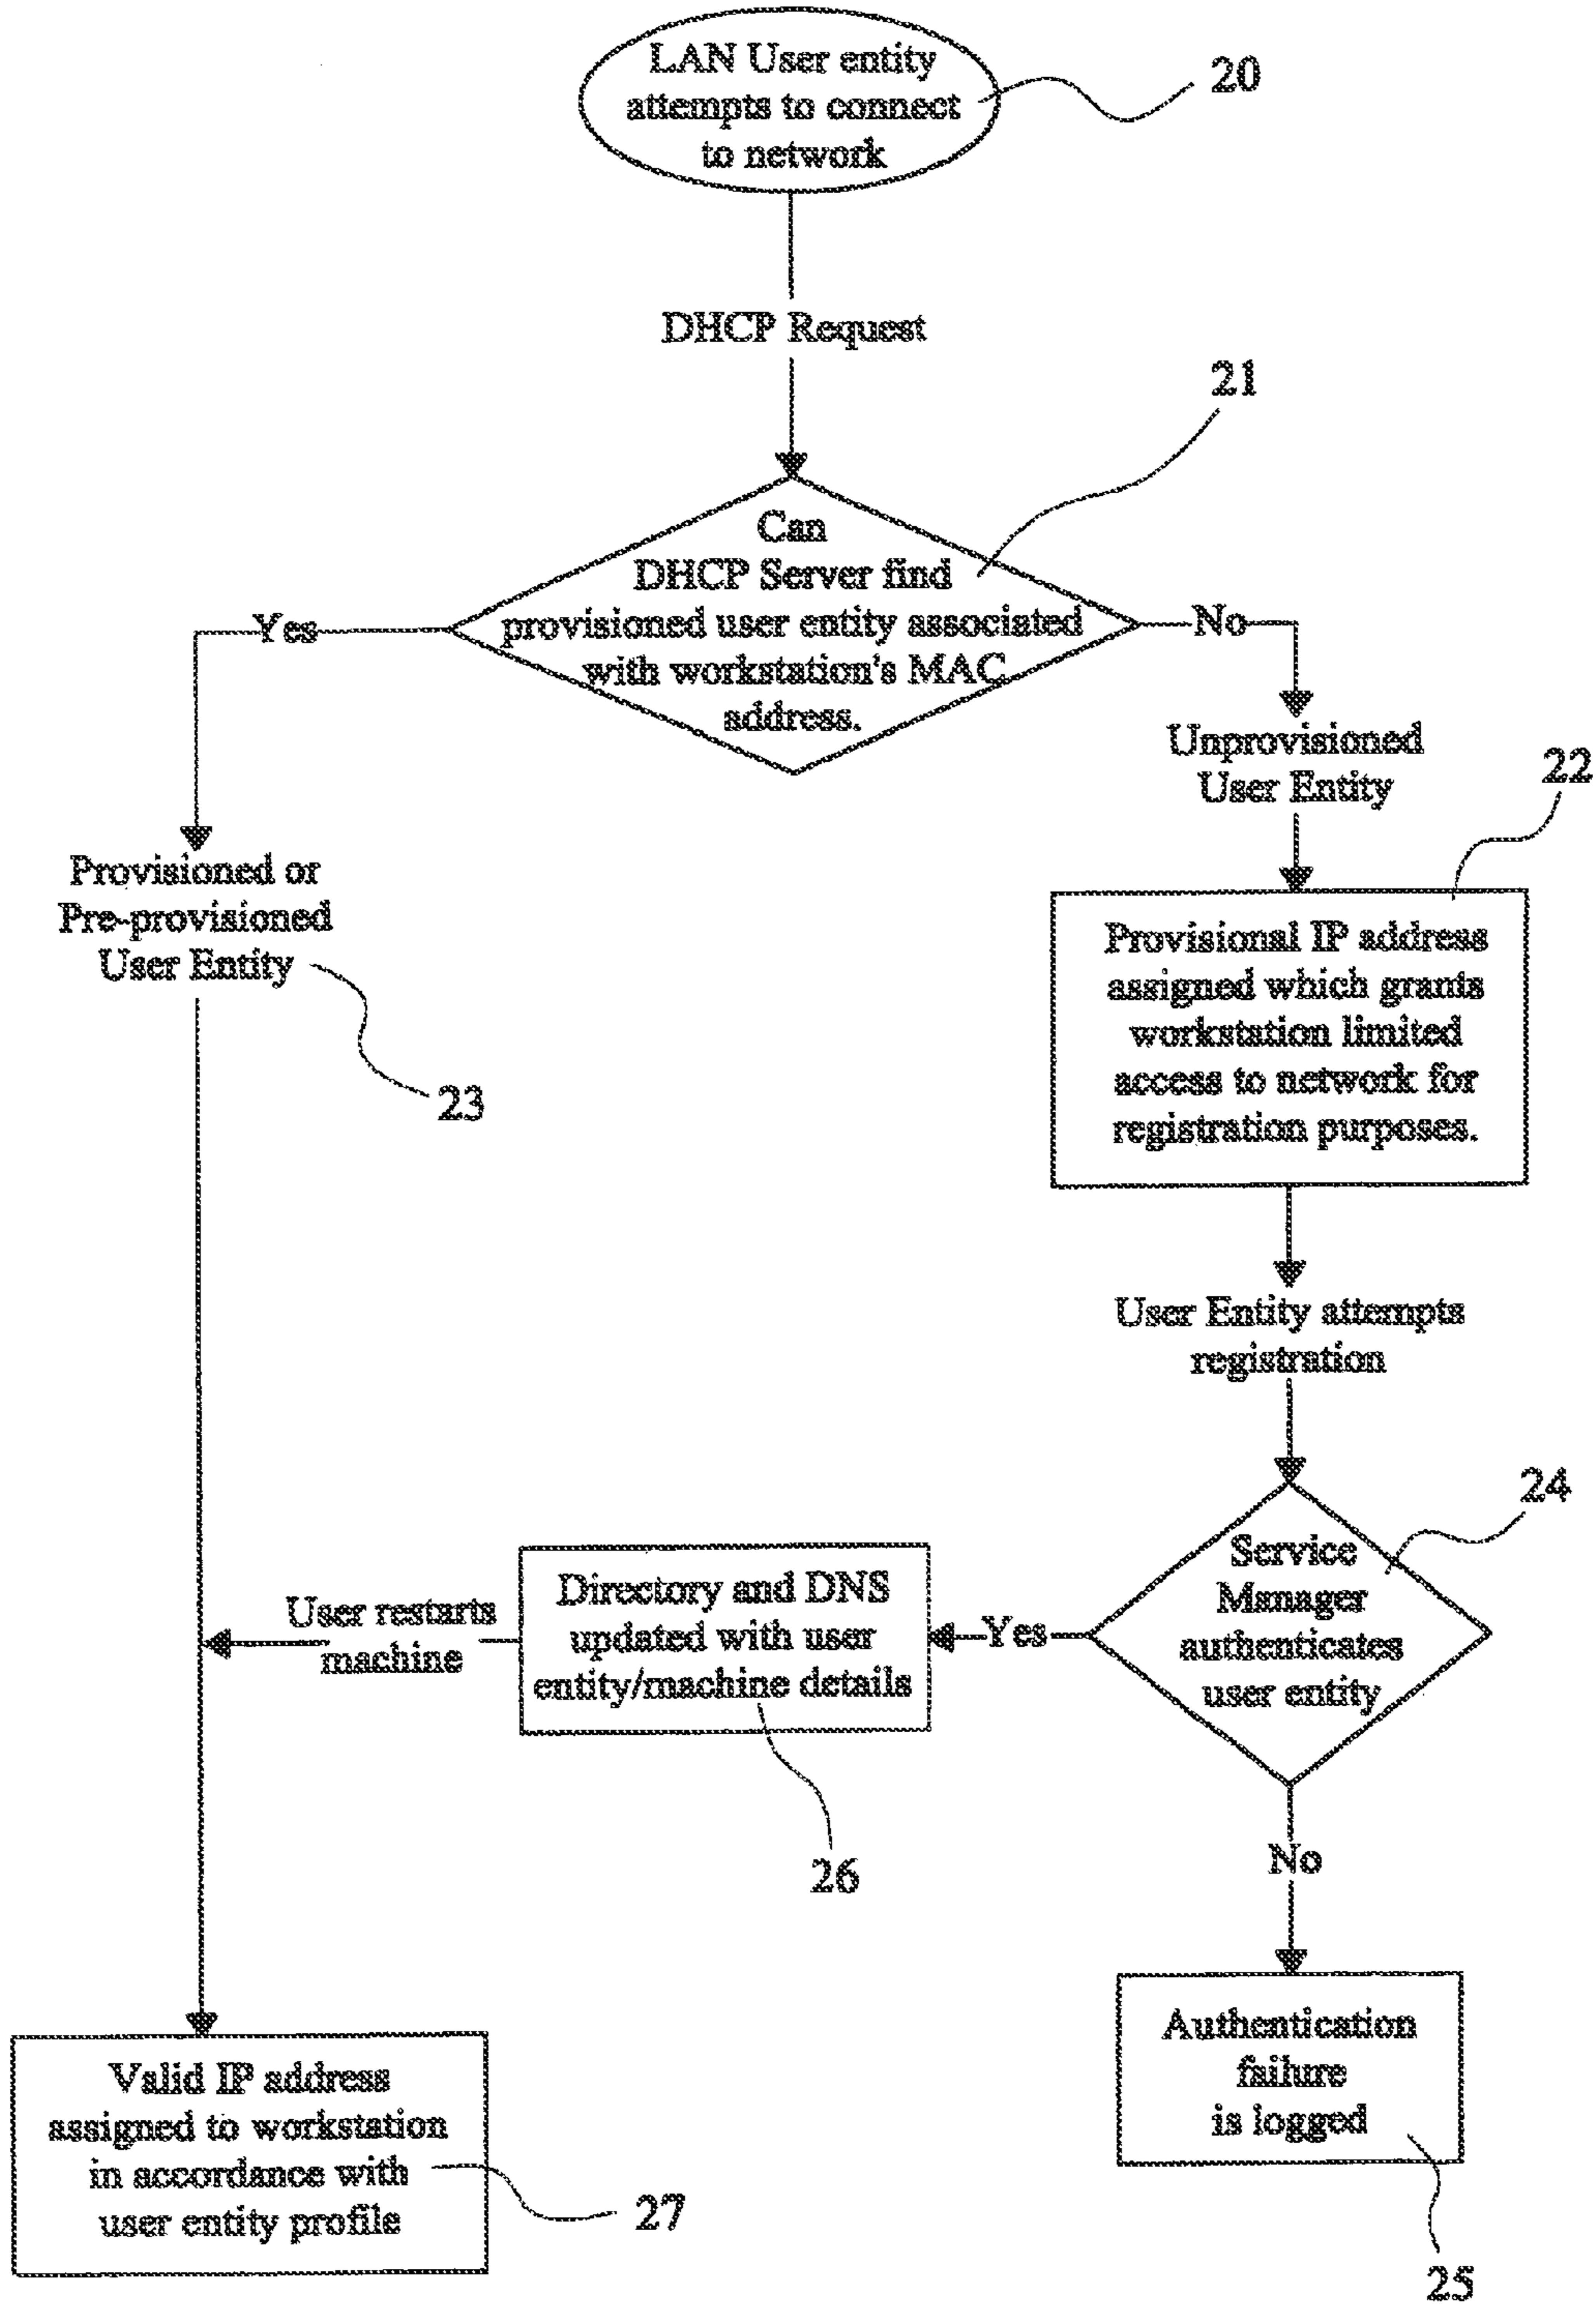 LAN User entity
attempts to connect
to network
20
DHCP Request
21
Can
DHCP Server find
provisioned user entity associated
with workstation's MAC
address.
Yes
No
Unprovisioned
User Entity
22
Provisioned or
Pre-provisioned
User Entity
23
Provisional IP address
assigned which grants
workstation limited
access to network for
registration purposes.
User Entity attempts
registration
24
Service
Manager
authenticates
user entity
Yes
Directory and DNS
updated with user
entity/machine details
26
User restarts
machine
No
Authentication
failure
is logged
25
Valid IP address
assigned to workstation
in accordance with
user entity profile
27